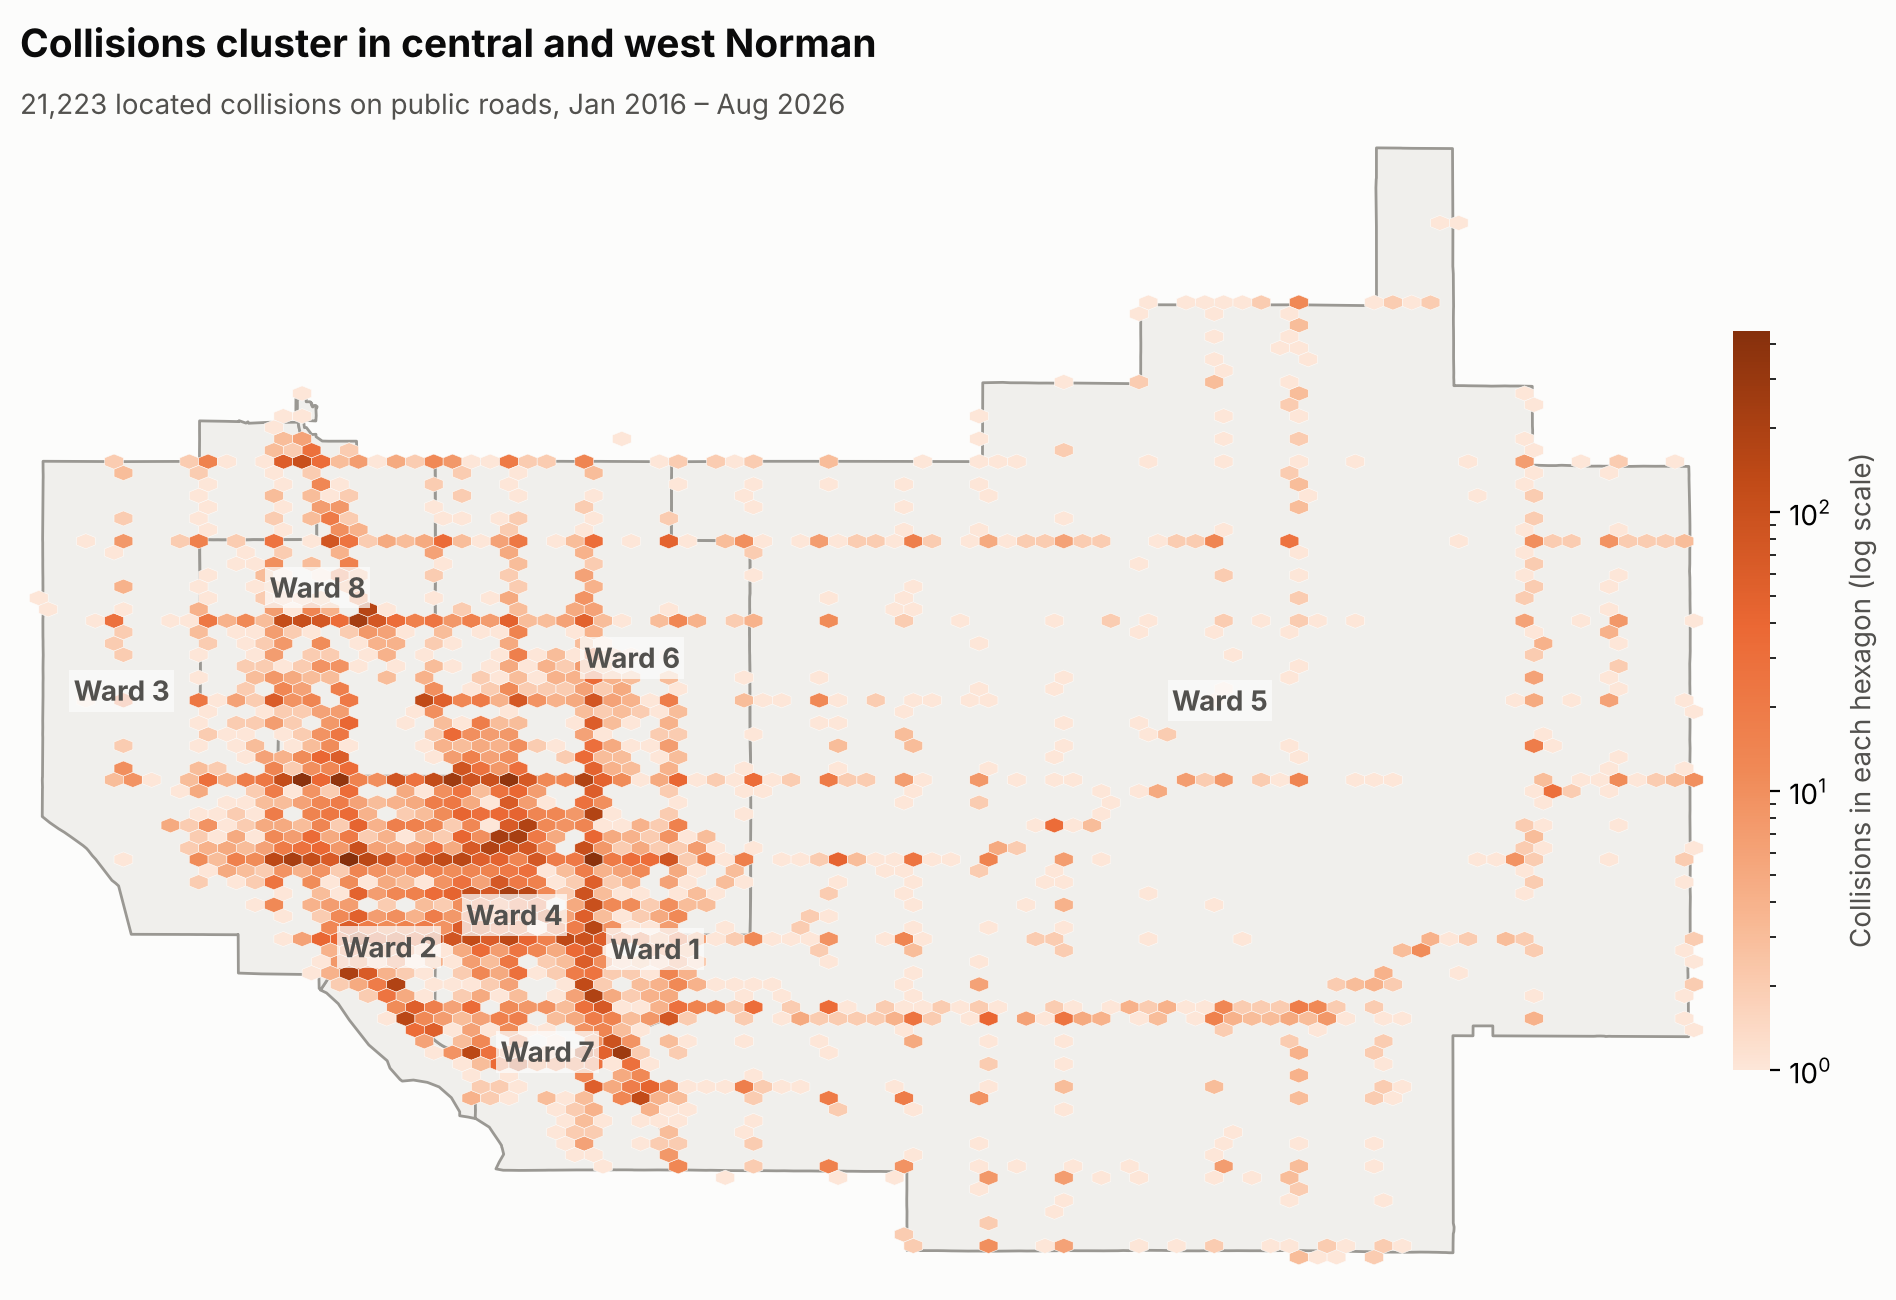 Collisions cluster in central and west Norman
21,223 located collisions on public roads, Jan 2016 – Aug 2026
Ward 8
Ward 6
Ward 3
Ward 5
Ward 4
Ward 2
Ward 1
Ward 7
10²
10¹
10⁰
Collisions in each hexagon (log scale)